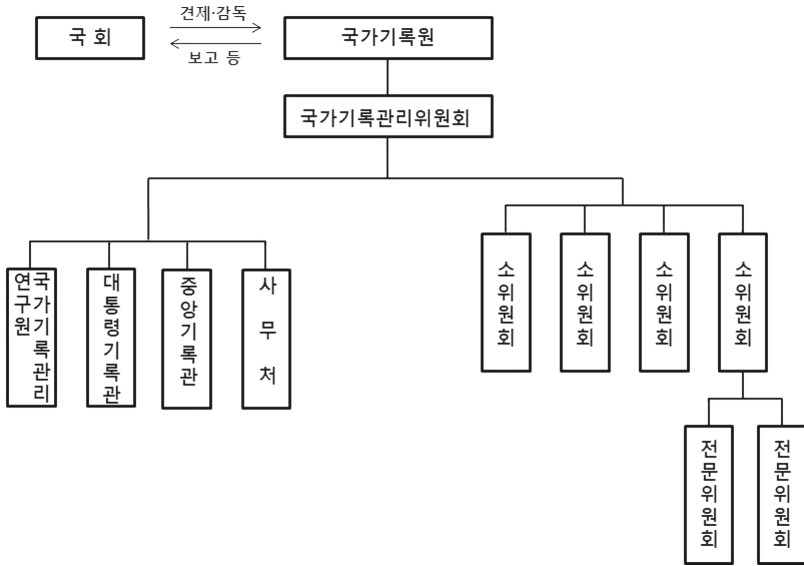 견제·감독
국 회
국가기록원
보고 등
국가기록관리위원회
국가기록관리
연구원
대통령기록관
중앙기록관
사 무 처
소위원회
소위원회
소위원회
소위원회
전문위원회
전문위원회